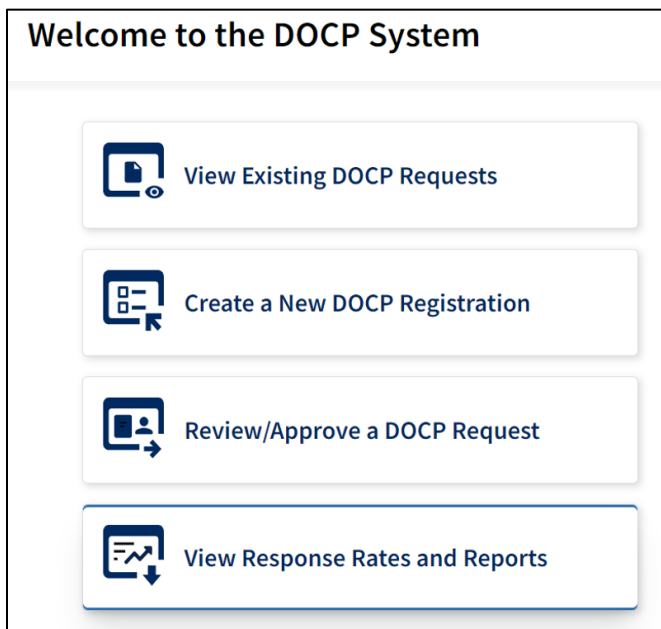 Welcome to the DOCP System
View Existing DOCP Requests
Create a New DOCP Registration
Review/Approve a DOCP Request
View Response Rates and Reports